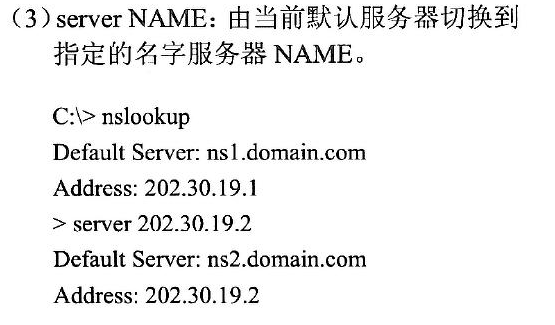 （3）server NAME：由当前默认服务器切换到
指定的名字服务器 NAME。
C:\> nslookup
Default Server: ns1.domain.com
Address: 202.30.19.1
> server 202.30.19.2
Default Server: ns2.domain.com
Address: 202.30.19.2